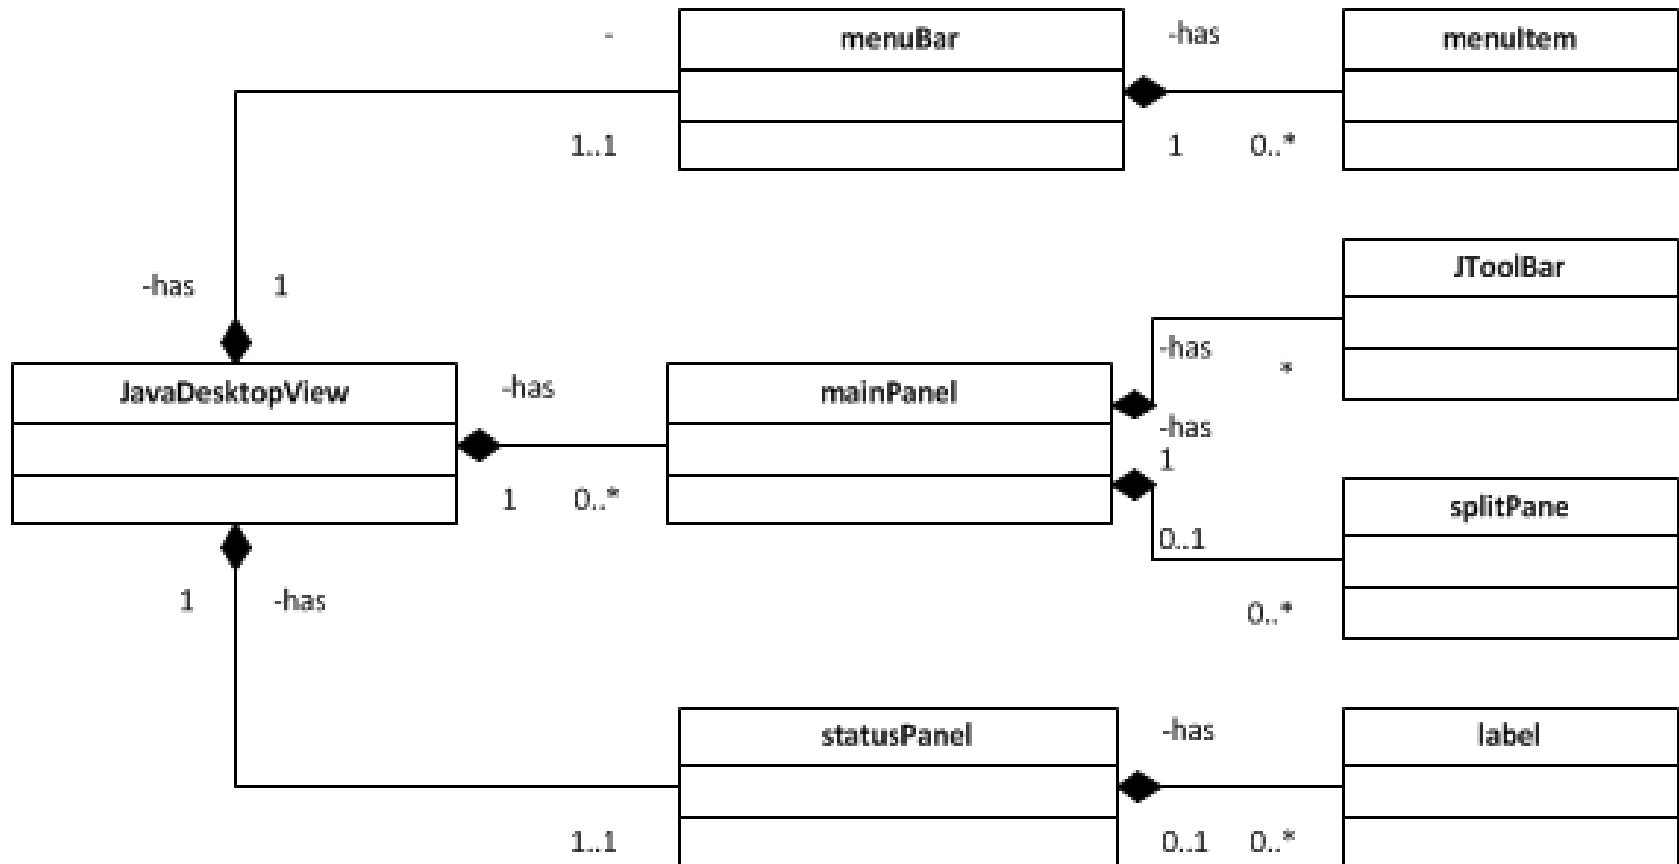 -
menuBar
-has
menuItem
1..1
1
0..*
JToolBar
-has
1
-has
*
JavaDesktopView
-has
mainPanel
-has
1
1
0..*
splitPane
0..1
1
-has
0..*
statusPanel
-has
label
1..1
0..1
0..*